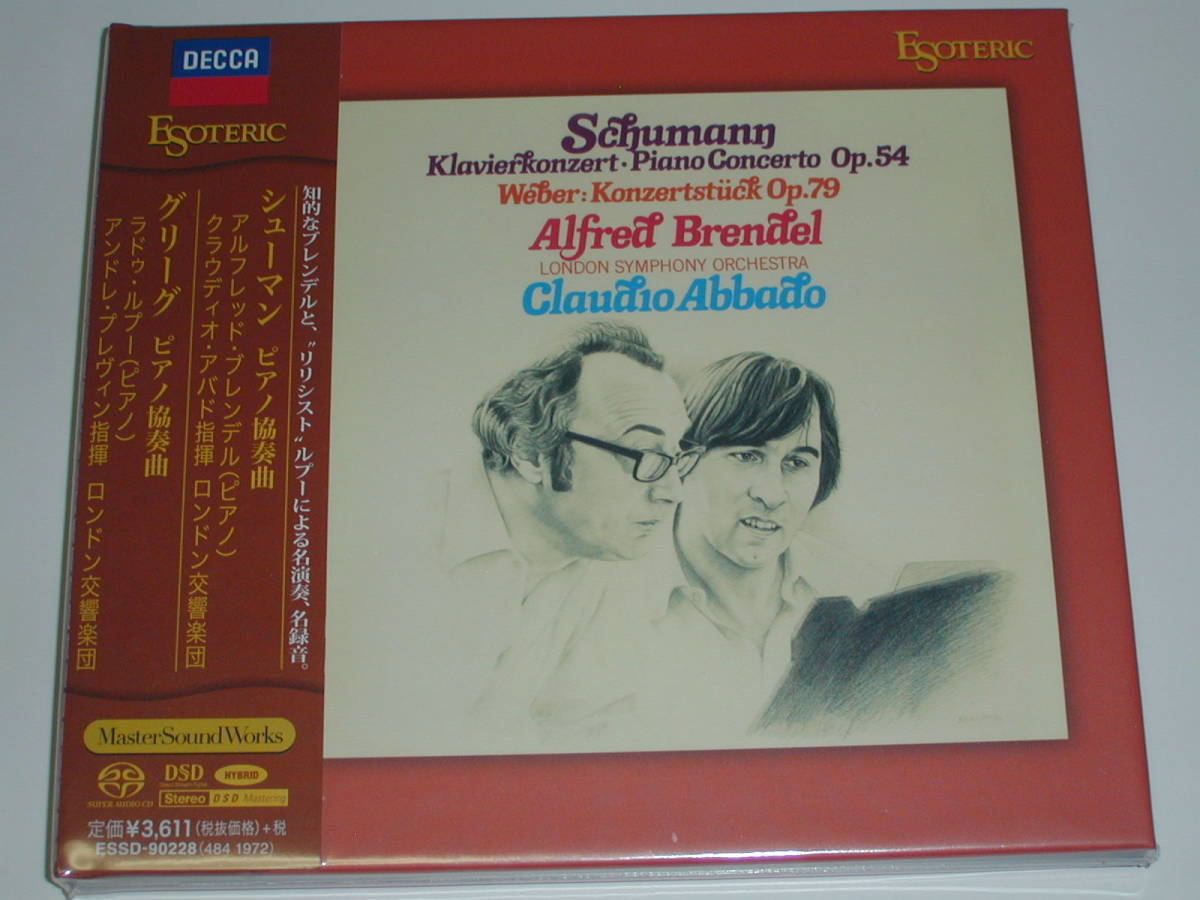 DECCA
ESOTERIC
知的なブレンデルと、"リリシスト"ルプーによる名演奏、名録音。
シューマン ピアノ協奏曲
アルフレッド・ブレンデル(ピアノ)
クラウディオ・アバド指揮 ロンドン交響楽団
グリーグ ピアノ協奏曲
ラドゥ・ルプー(ピアノ)
アンドレ・プレヴィン指揮 ロンドン交響楽団
MasterSoundWorks
SUPER AUDIO CD
DSD
Direct Stream Digital
HYBRID
Stereo DSD Mastering
定価¥3,611(税抜価格)+税
ESSD-90228(484 1972)
ESOTERIC
Schumann
Klavierkonzert・Piano Concerto Op.54
Weber: Konzertstück Op.79
Alfred Brendel
LONDON SYMPHONY ORCHESTRA
Claudio Abbado